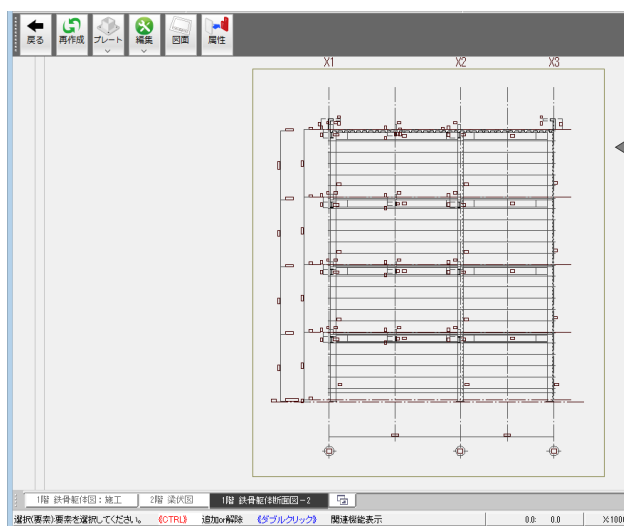 戻る 再作成 プレート 編集 図面 属性
X1 X2 X3
1階 鉄骨躯体図：施工 2階 梁伏図 1階 鉄骨躯体断面図-2
選択(要素):要素を選択してください。 《CTRL》 追加or解除 《ダブルクリック》 関連機能表示 0.0: 0.0